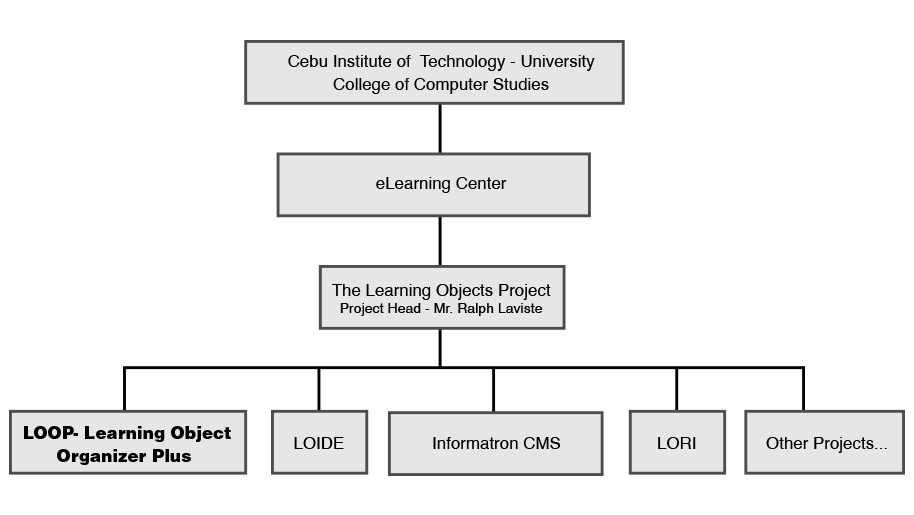 Cebu Institute of Technology - University
College of Computer Studies
eLearning Center
The Learning Objects Project
Project Head - Mr. Ralph Laviste
LOOP- Learning Object
Organizer Plus
LOIDE
Informatron CMS
LORI
Other Projects...